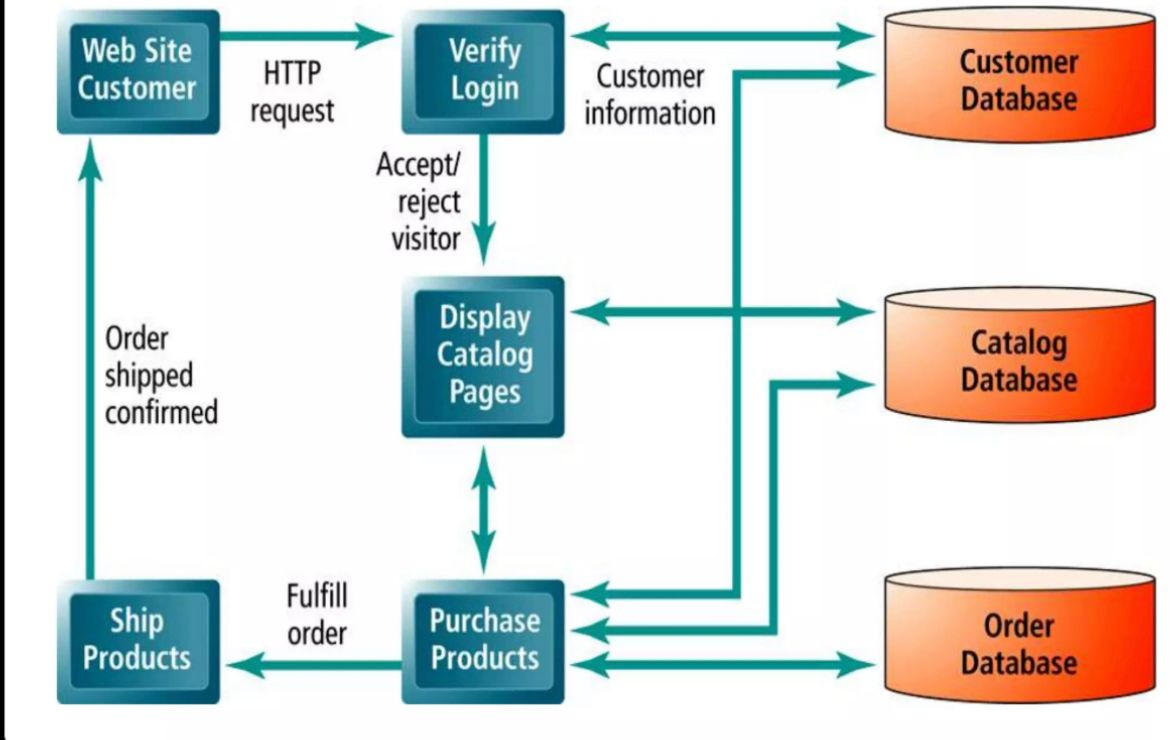 Web Site
Customer
HTTP
request
Verify
Login
Customer
information
Customer
Database
Accept/
reject
visitor
Display
Catalog
Pages
Catalog
Database
Order
shipped
confirmed
Ship
Products
Fulfill
order
Purchase
Products
Order
Database